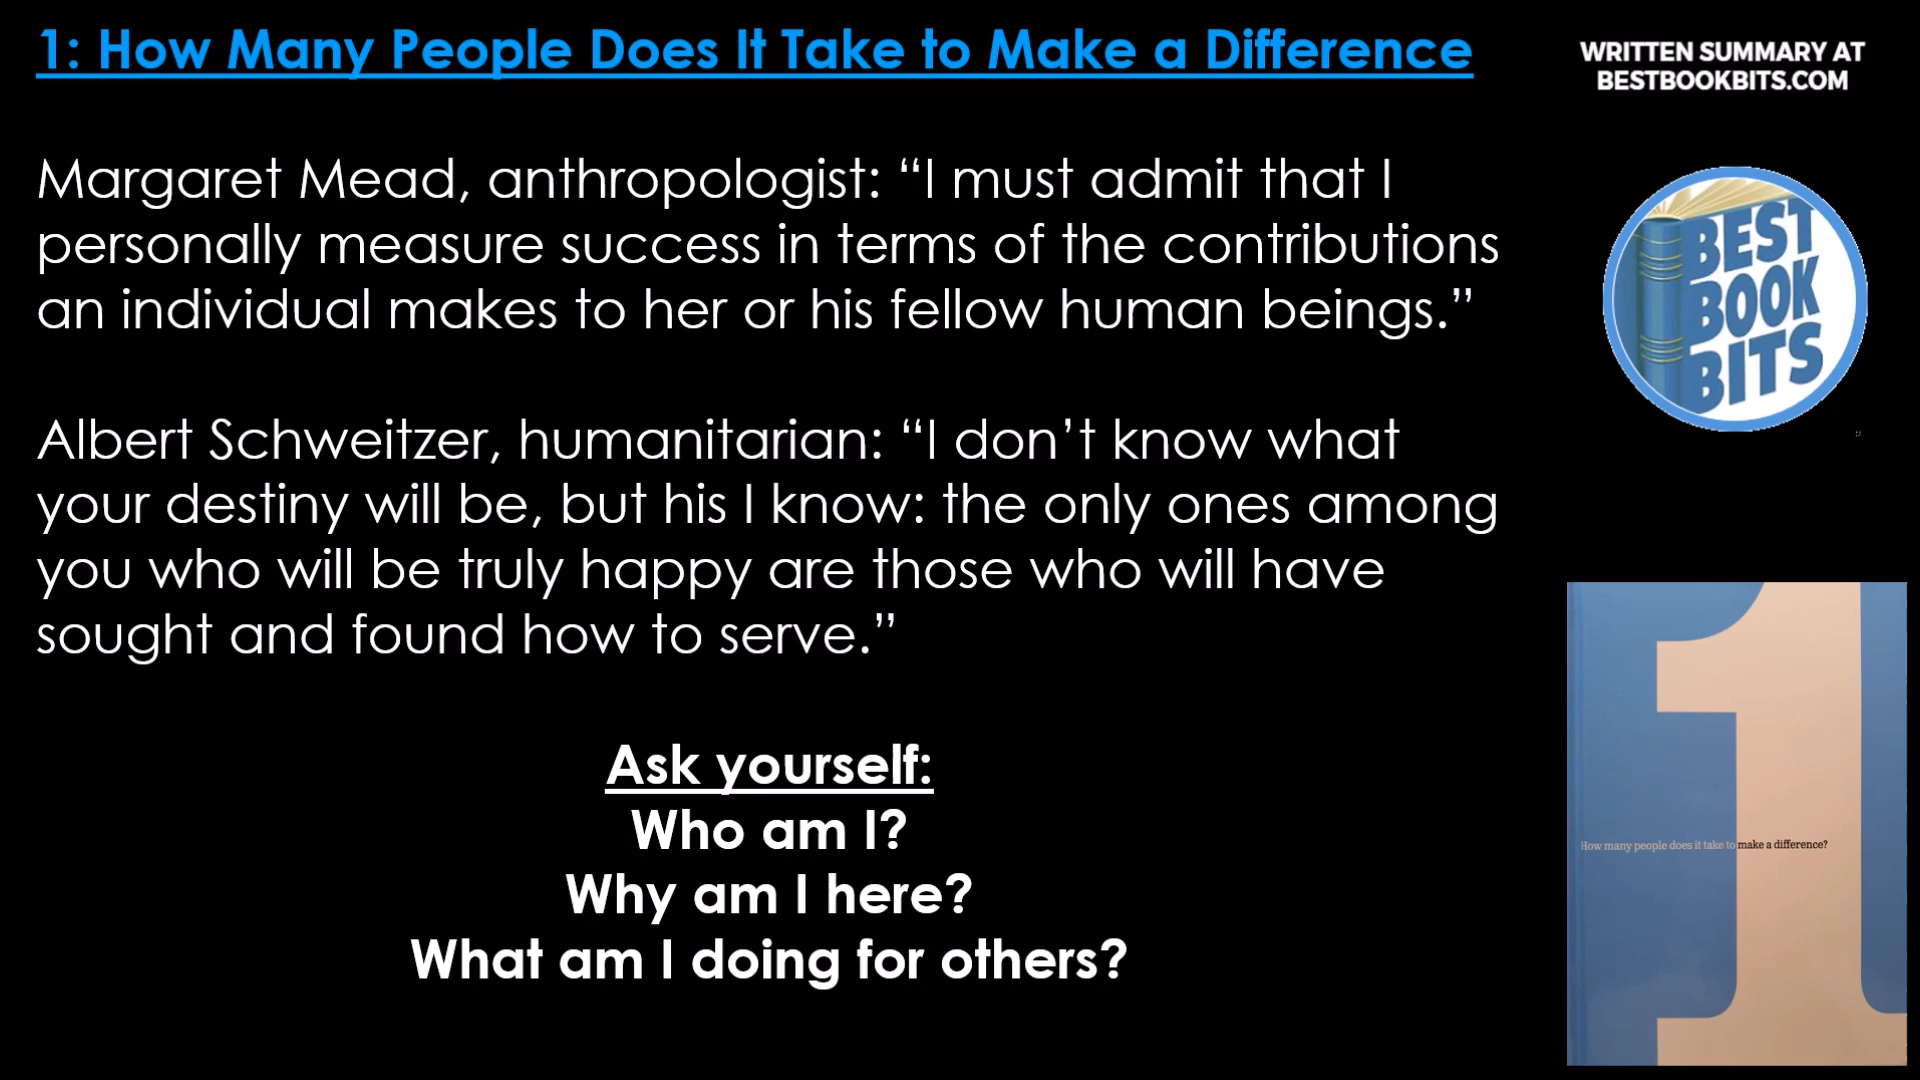 1: How Many People Does It Take to Make a Difference
WRITTEN SUMMARY AT
BESTBOOKBITS.COM
Margaret Mead, anthropologist: “I must admit that I
personally measure success in terms of the contributions
an individual makes to her or his fellow human beings.”
Albert Schweitzer, humanitarian: “I don’t know what
your destiny will be, but his I know: the only ones among
you who will be truly happy are those who will have
sought and found how to serve.”
Ask yourself:
Who am I?
Why am I here?
What am I doing for others?
BEST
BOOK
BITS
1
How many people does it take to make a difference?